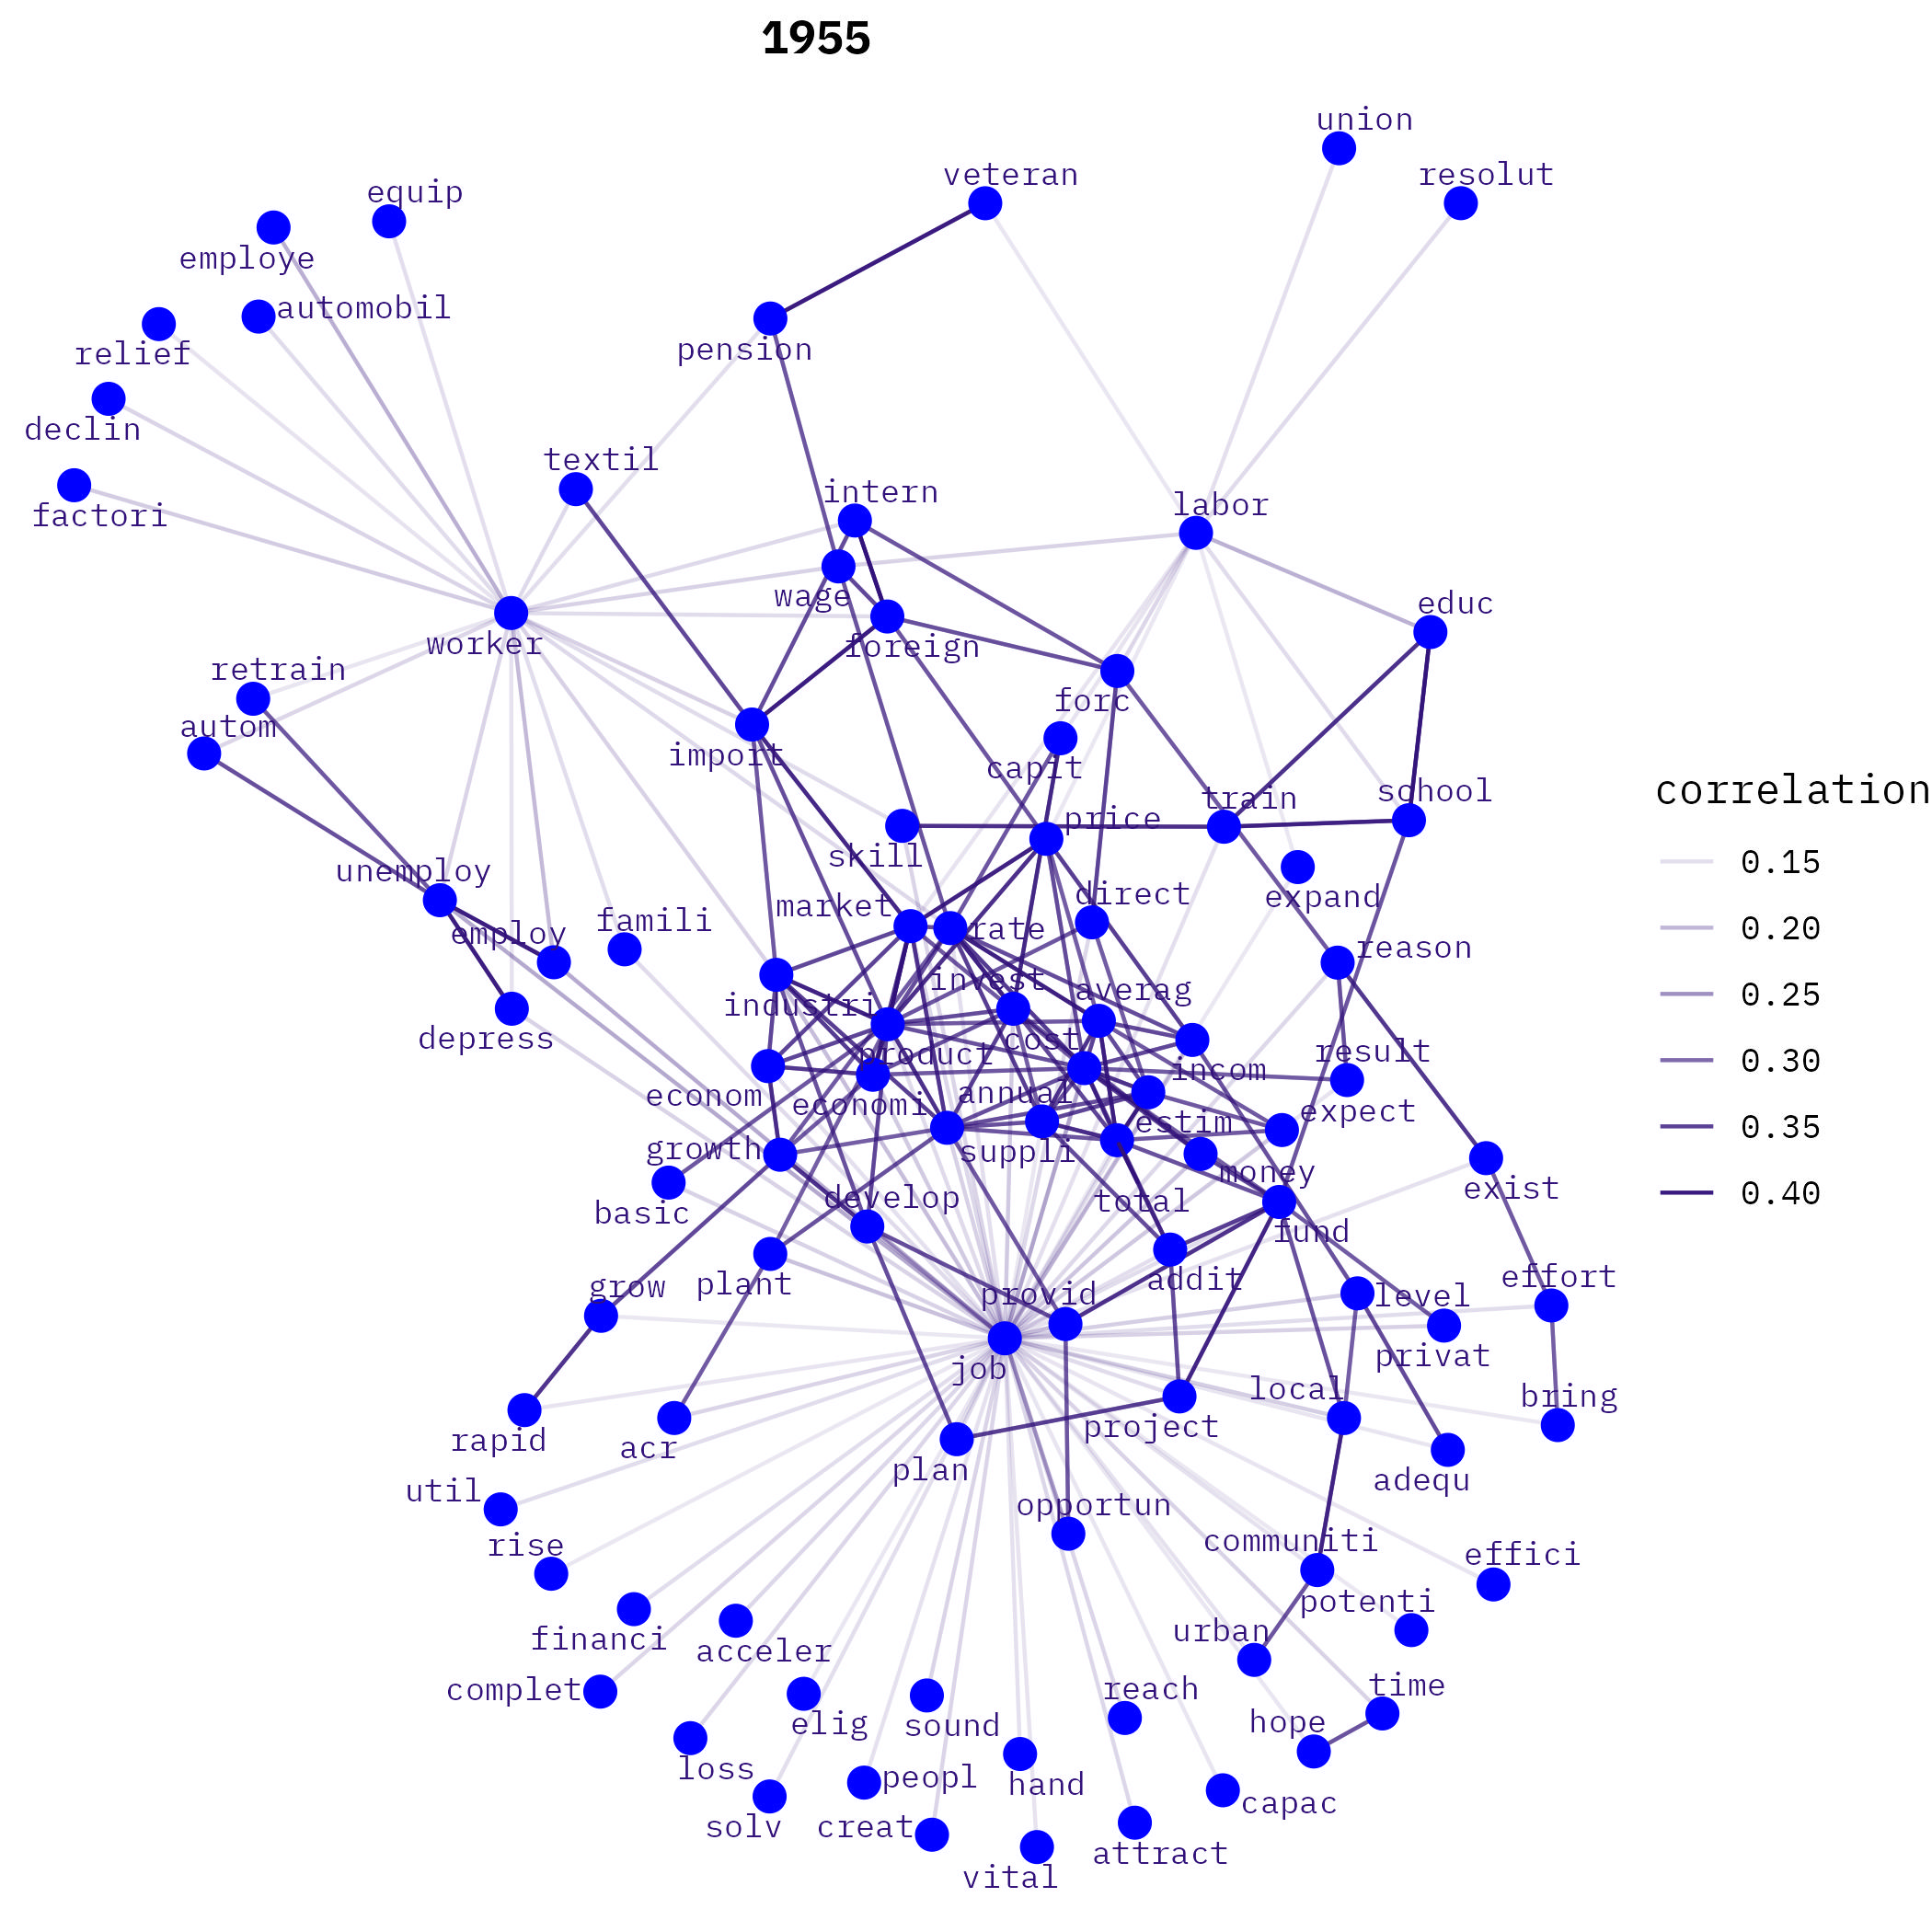 1955
union
veteran
resolut
equip
employe
automobil
relief
pension
declin
textil
intern
labor
factori
wage
educ
worker
foreign
retrain
forc
autom
import
capit
train
school
price
correlation
0.15
0.20
0.25
0.30
0.35
0.40
skill
unemploy
direct
expand
market
famili
employ
rate
reason
invest
averag
industri
depress
cost
result
product
incom
econom
annual
economi
expect
estim
growth
suppli
money
exist
develop
total
basic
fund
addit
effort
grow
plant
provid
level
privat
job
local
bring
project
rapid
acr
plan
adequ
util
opportun
rise
communiti
effici
potenti
financi
acceler
urban
complet
reach
time
elig
sound
hope
loss
peopl
hand
capac
solv
creat
attract
vital